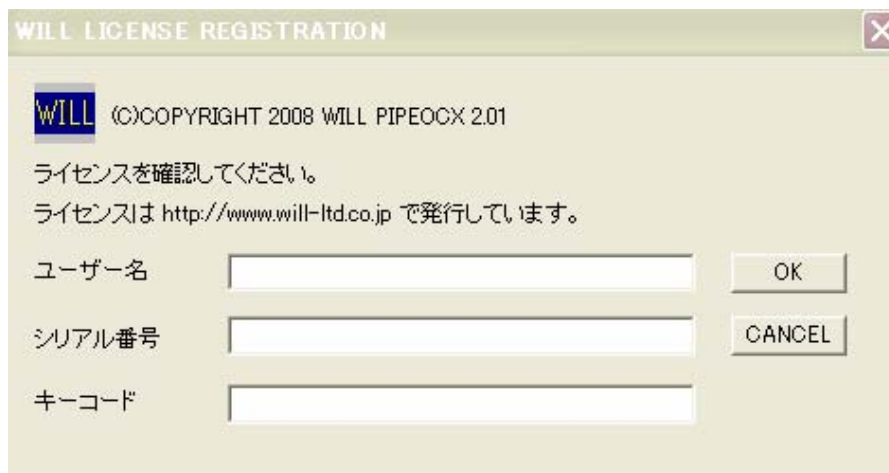 WILL LICENSE REGISTRATION
WILL (C)COPYRIGHT 2008 WILL PIPEOCX 2.01
ライセンスを確認してください。
ライセンスは http://www.will-ltd.co.jp で発行しています。
ユーザー名 OK
シリアル番号 CANCEL
キーコード